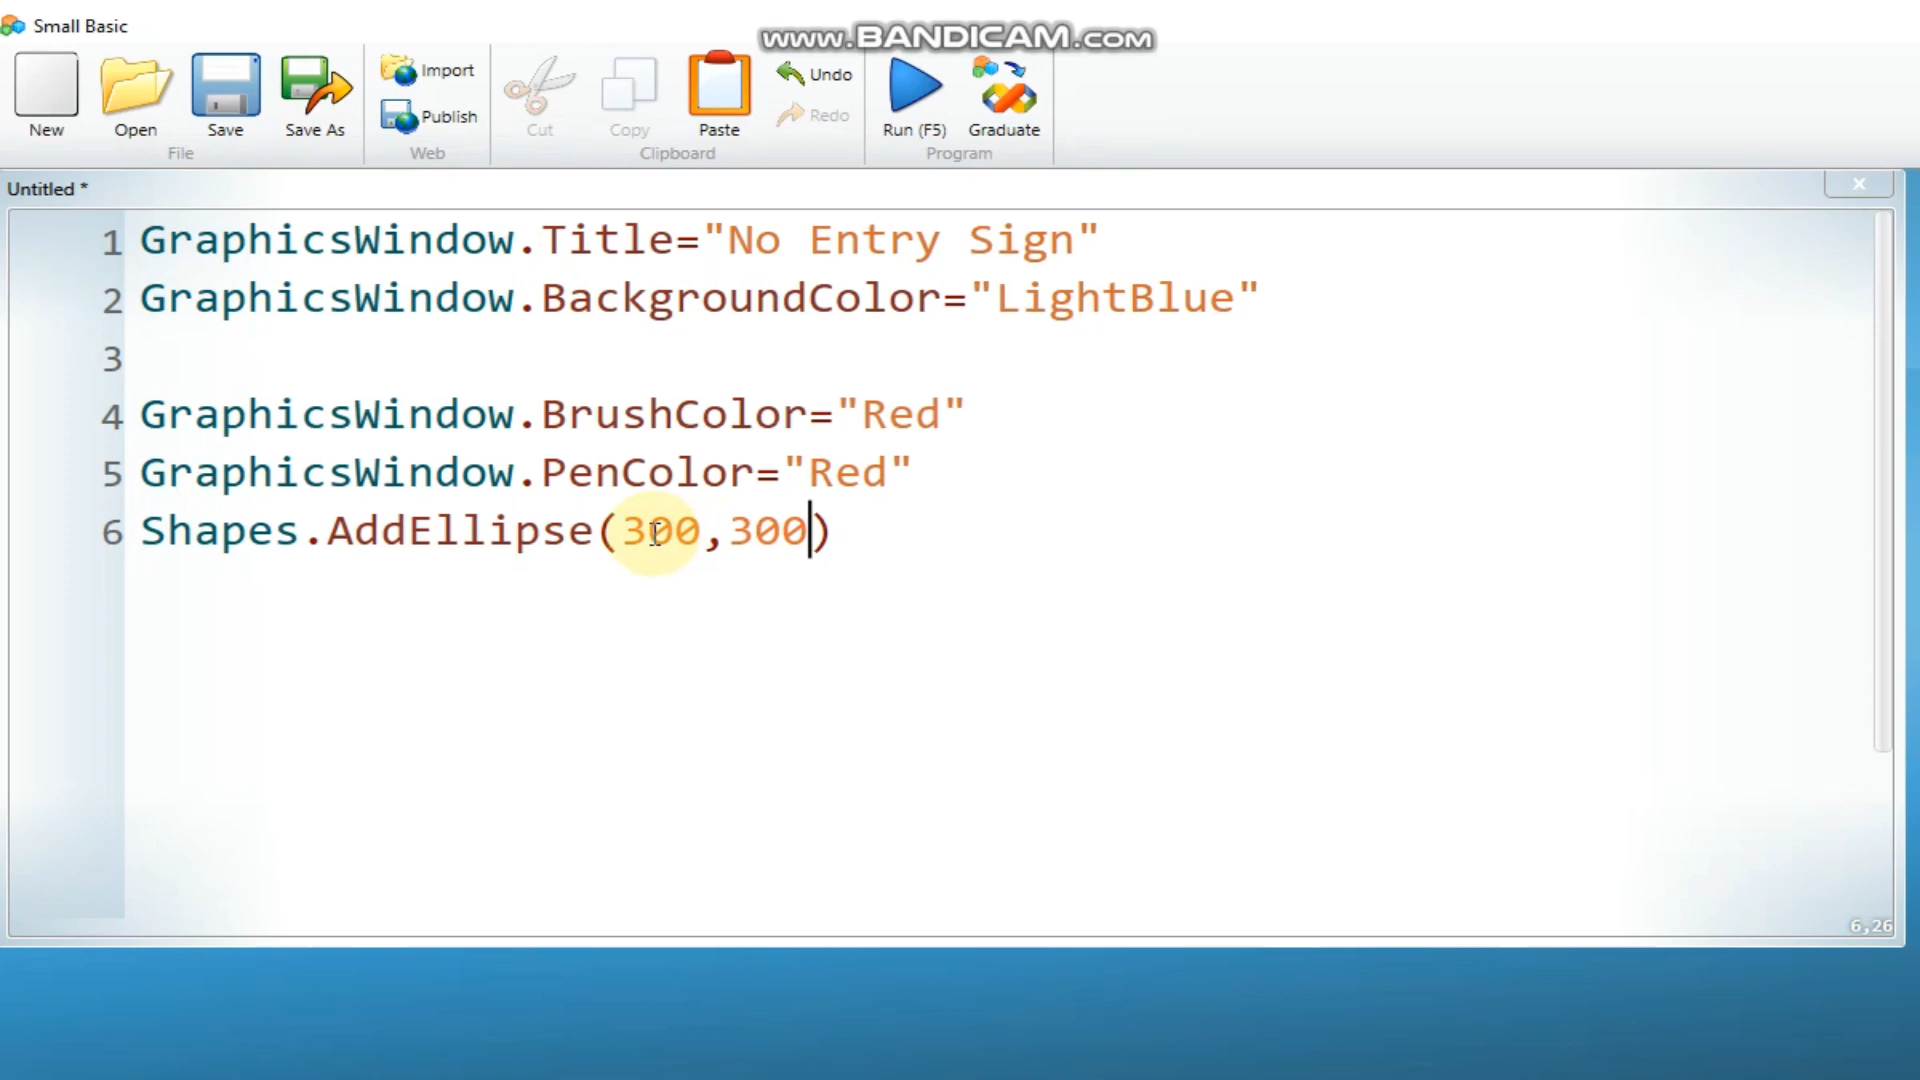 Small Basic
www.BANDICAM.com
New
Open
Save
Save As
Import
Publish
Cut
Copy
Paste
Undo
Redo
Run (F5)
Graduate
File
Web
Clipboard
Program
Untitled *
1 GraphicsWindow.Title="No Entry Sign"
2 GraphicsWindow.BackgroundColor="LightBlue"
3
4 GraphicsWindow.BrushColor="Red"
5 GraphicsWindow.PenColor="Red"
6 Shapes.AddEllipse(300,300)
6,26